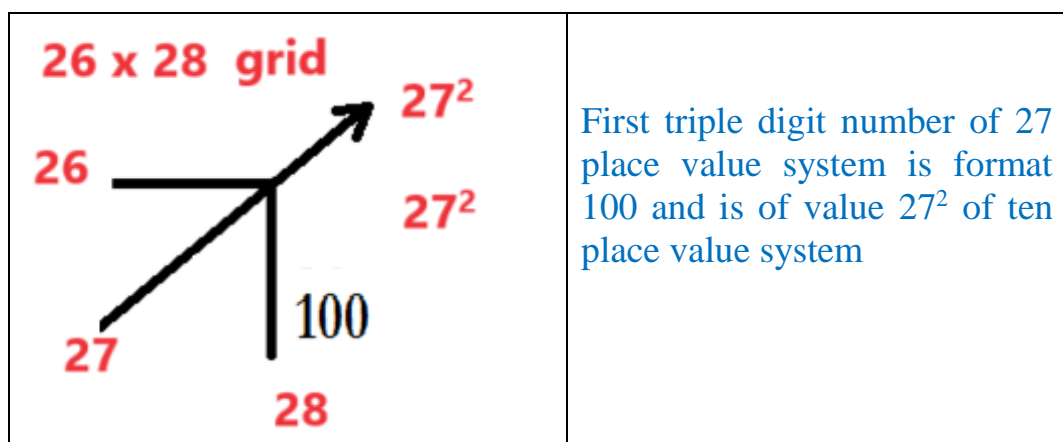 26 x 28 grid
27²
26
27²
100
27
28
First triple digit number of 27
place value system is format
100 and is of value 27² of ten
place value system